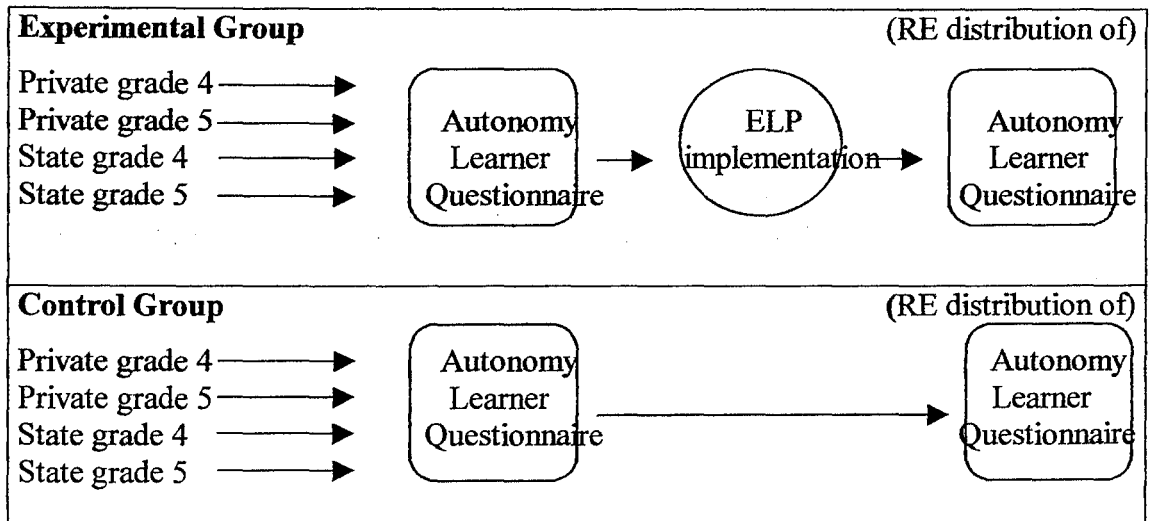 Experimental Group (RE distribution of)
Private grade 4
Private grade 5
State grade 4
State grade 5
Autonomy
Learner
Questionnaire
ELP
implementation
Autonomy
Learner
Questionnaire
Control Group (RE distribution of)
Private grade 4
Private grade 5
State grade 4
State grade 5
Autonomy
Learner
Questionnaire
Autonomy
Learner
Questionnaire